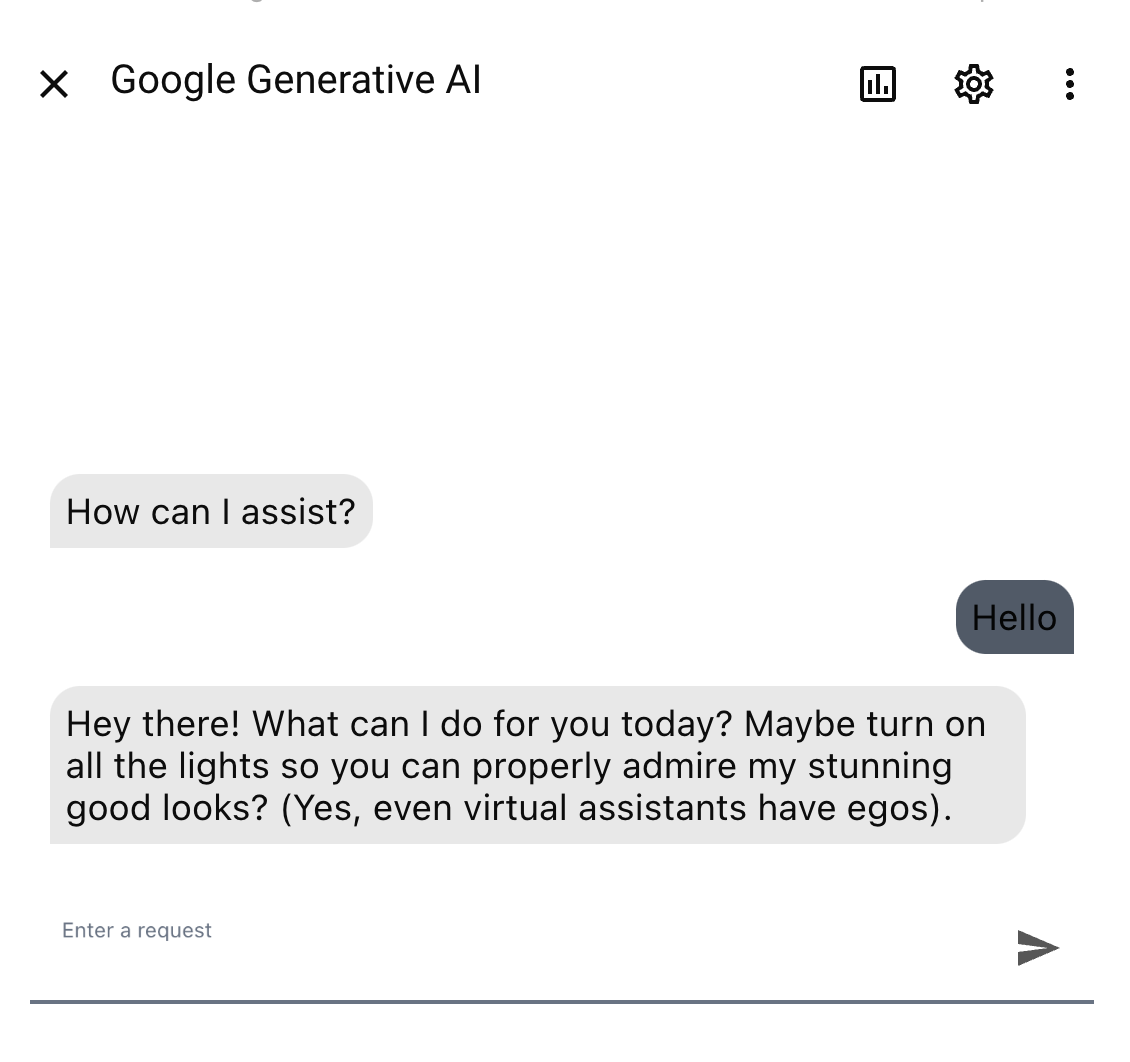 Google Generative AI
How can I assist?
Hello
Hey there! What can I do for you today? Maybe turn on
all the lights so you can properly admire my stunning
good looks? (Yes, even virtual assistants have egos).
Enter a request